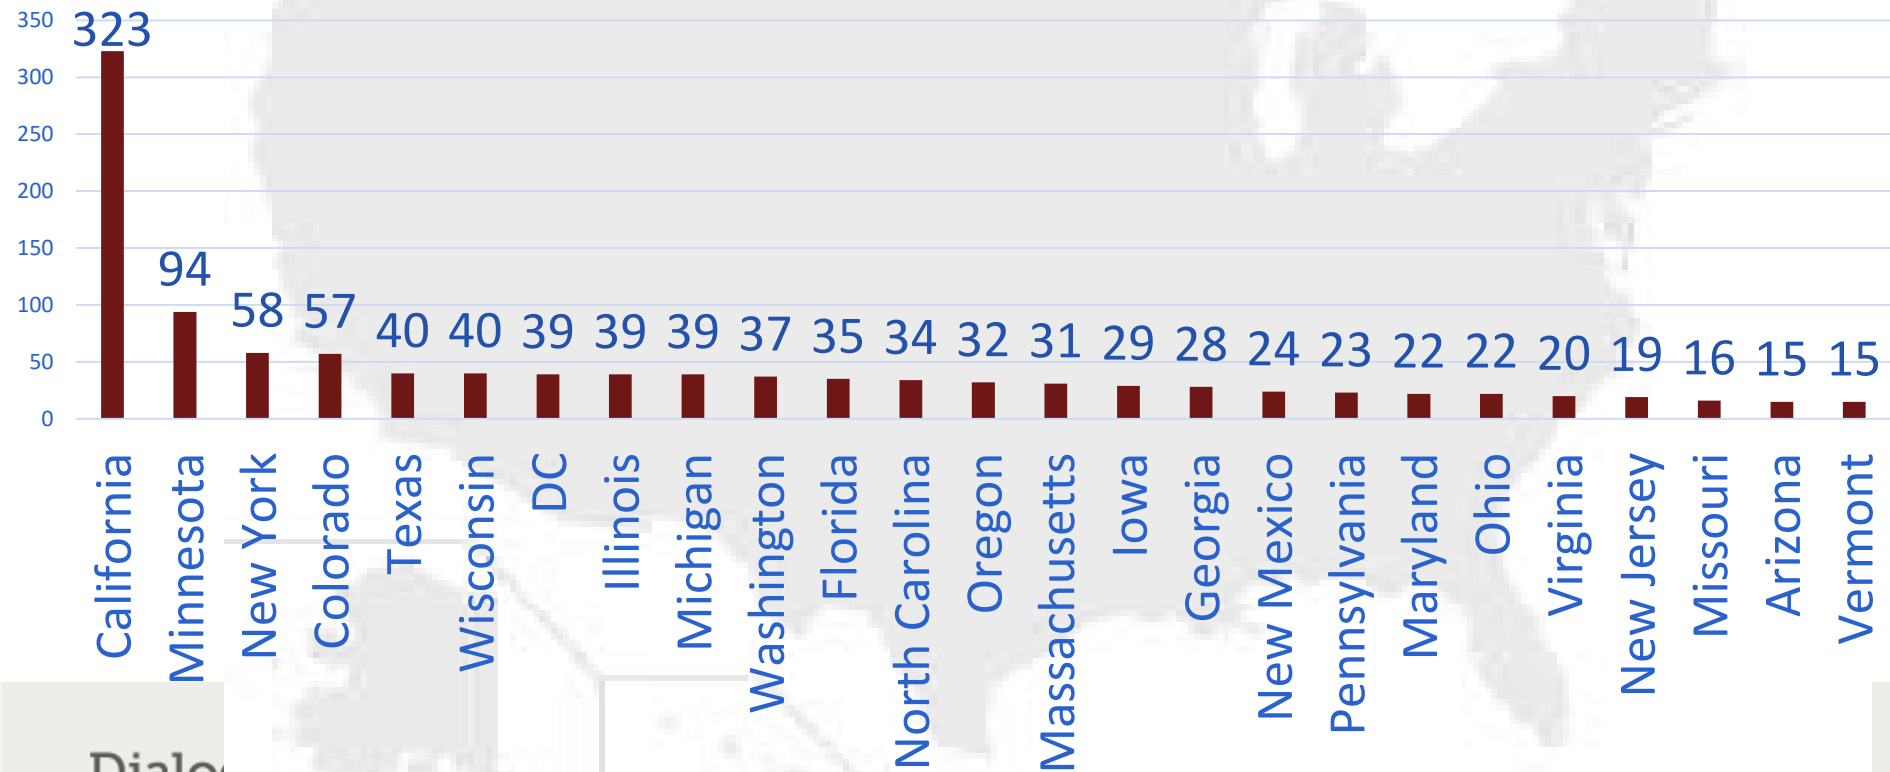 350
300
250
200
150
100
50
0
323
94
58
57
40
40
39
39
39
37
35
34
32
31
29
28
24
23
22
22
20
19
16
15
15
California
Minnesota
New York
Colorado
Texas
Wisconsin
DC
Illinois
Michigan
Washington
Florida
North Carolina
Oregon
Massachusetts
Iowa
Georgia
New Mexico
Pennsylvania
Maryland
Ohio
Virginia
New Jersey
Missouri
Arizona
Vermont